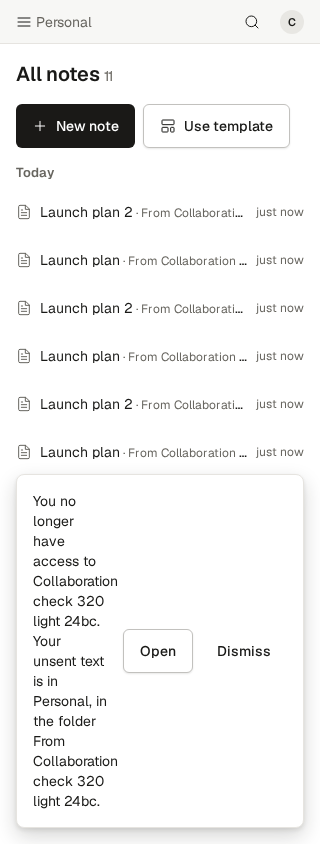 Personal C
All notes 11
New note Use template
Today
Launch plan 2 · From Collaborati... just now
Launch plan · From Collaboration ... just now
Launch plan 2 · From Collaborati... just now
Launch plan · From Collaboration ... just now
Launch plan 2 · From Collaborati... just now
Launch plan · From Collaboration ... just now
You no
longer
have
access to
Collaboration
check 320
light 24bc.
Your
unsent text
is in
Personal, in
the folder
From
Collaboration
check 320
light 24bc.
Open Dismiss